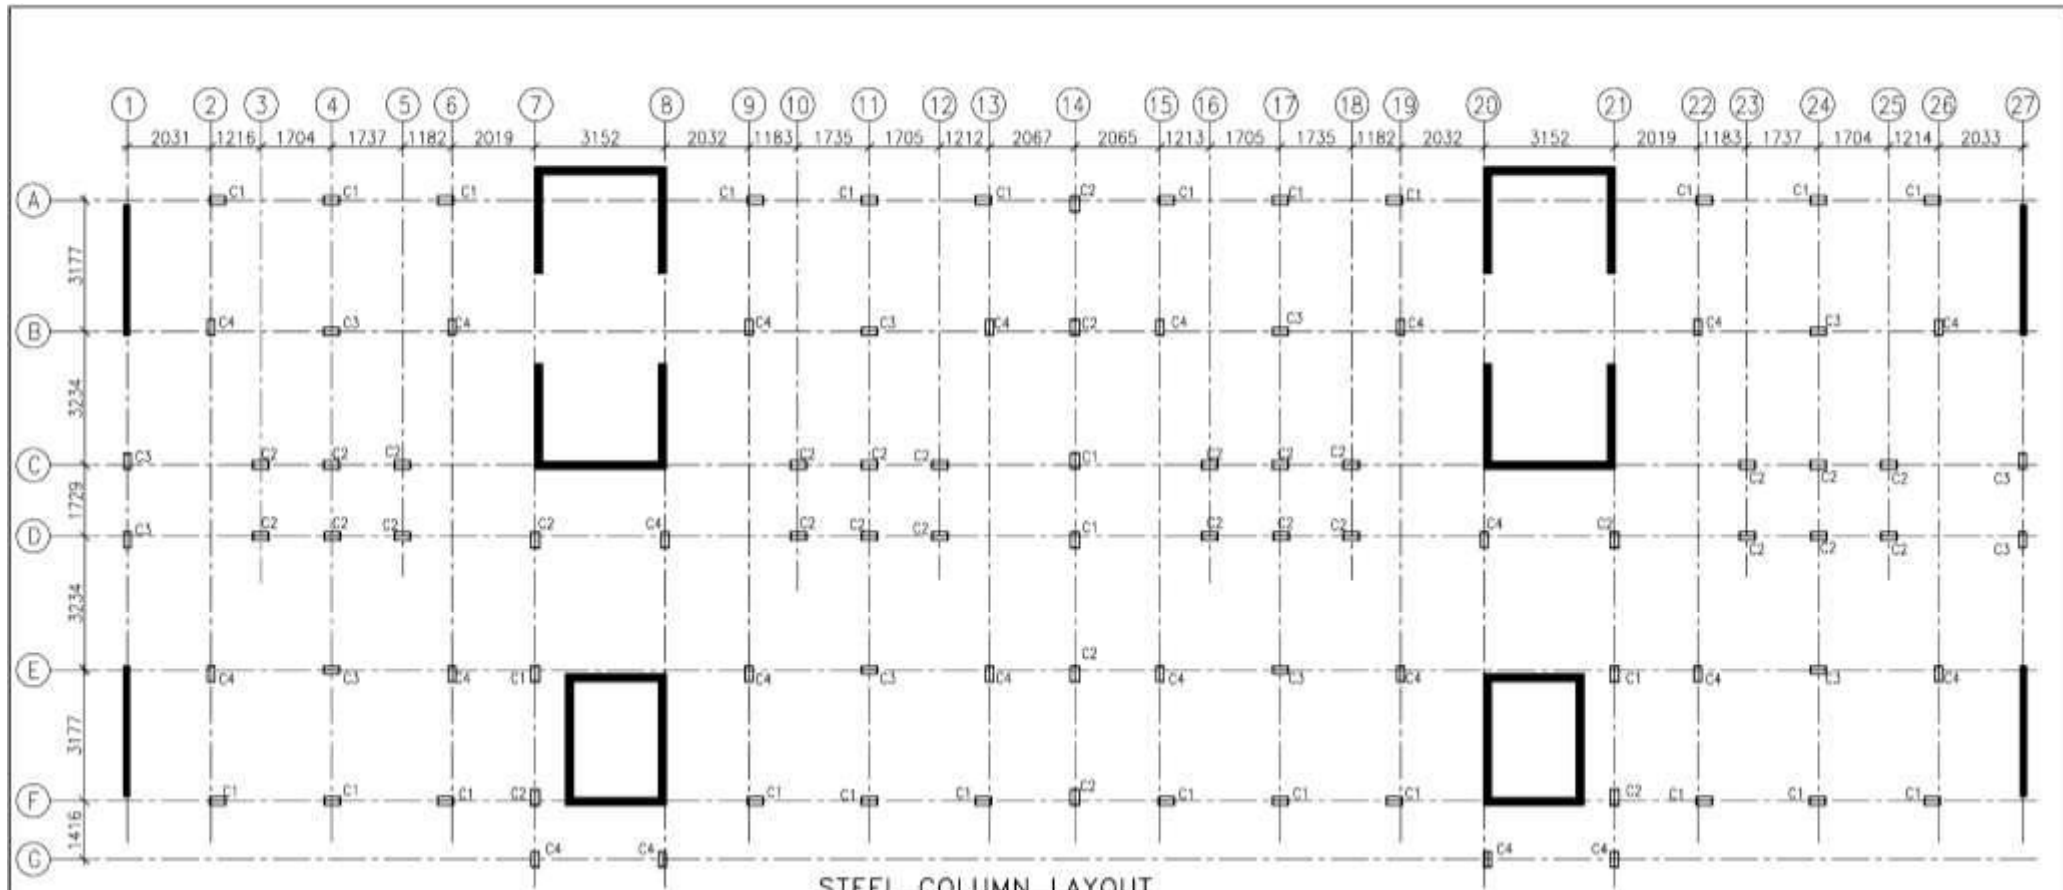 1 2 3 4 5 6 7 8 9 10 11 12 13 14 15 16 17 18 19 20 21 22 23 24 25 26 27
2031 1216 1704 1737 1182 2019 3152 2032 1183 1735 1705 1212 2067 2065 1213 1705 1735 1182 2032 3152 2019 1183 1737 1704 1214 2033
A C1 C1 C1 C1 C1 C1 C2 C1 C1 C1 C1 C1 C1
3177
B C4 C3 C4 C4 C3 C4 C2 C4 C3 C4 C4 C3 C4
3234
C C3 C2 C2 C2 C2 C2 C2 C1 C2 C2 C2 C2 C2 C2 C3
1729
D C3 C2 C2 C2 C2 C4 C2 C2 C2 C1 C2 C2 C2 C4 C2 C2 C2 C2 C3
3234
E C4 C3 C4 C1 C4 C3 C4 C2 C4 C3 C4 C1 C4 C3 C4
3177
F C1 C1 C1 C2 C1 C1 C1 C2 C1 C1 C1 C2 C1 C1 C1
1416
G C4 C4 C4 C4
STEEL COLUMN LAYOUT